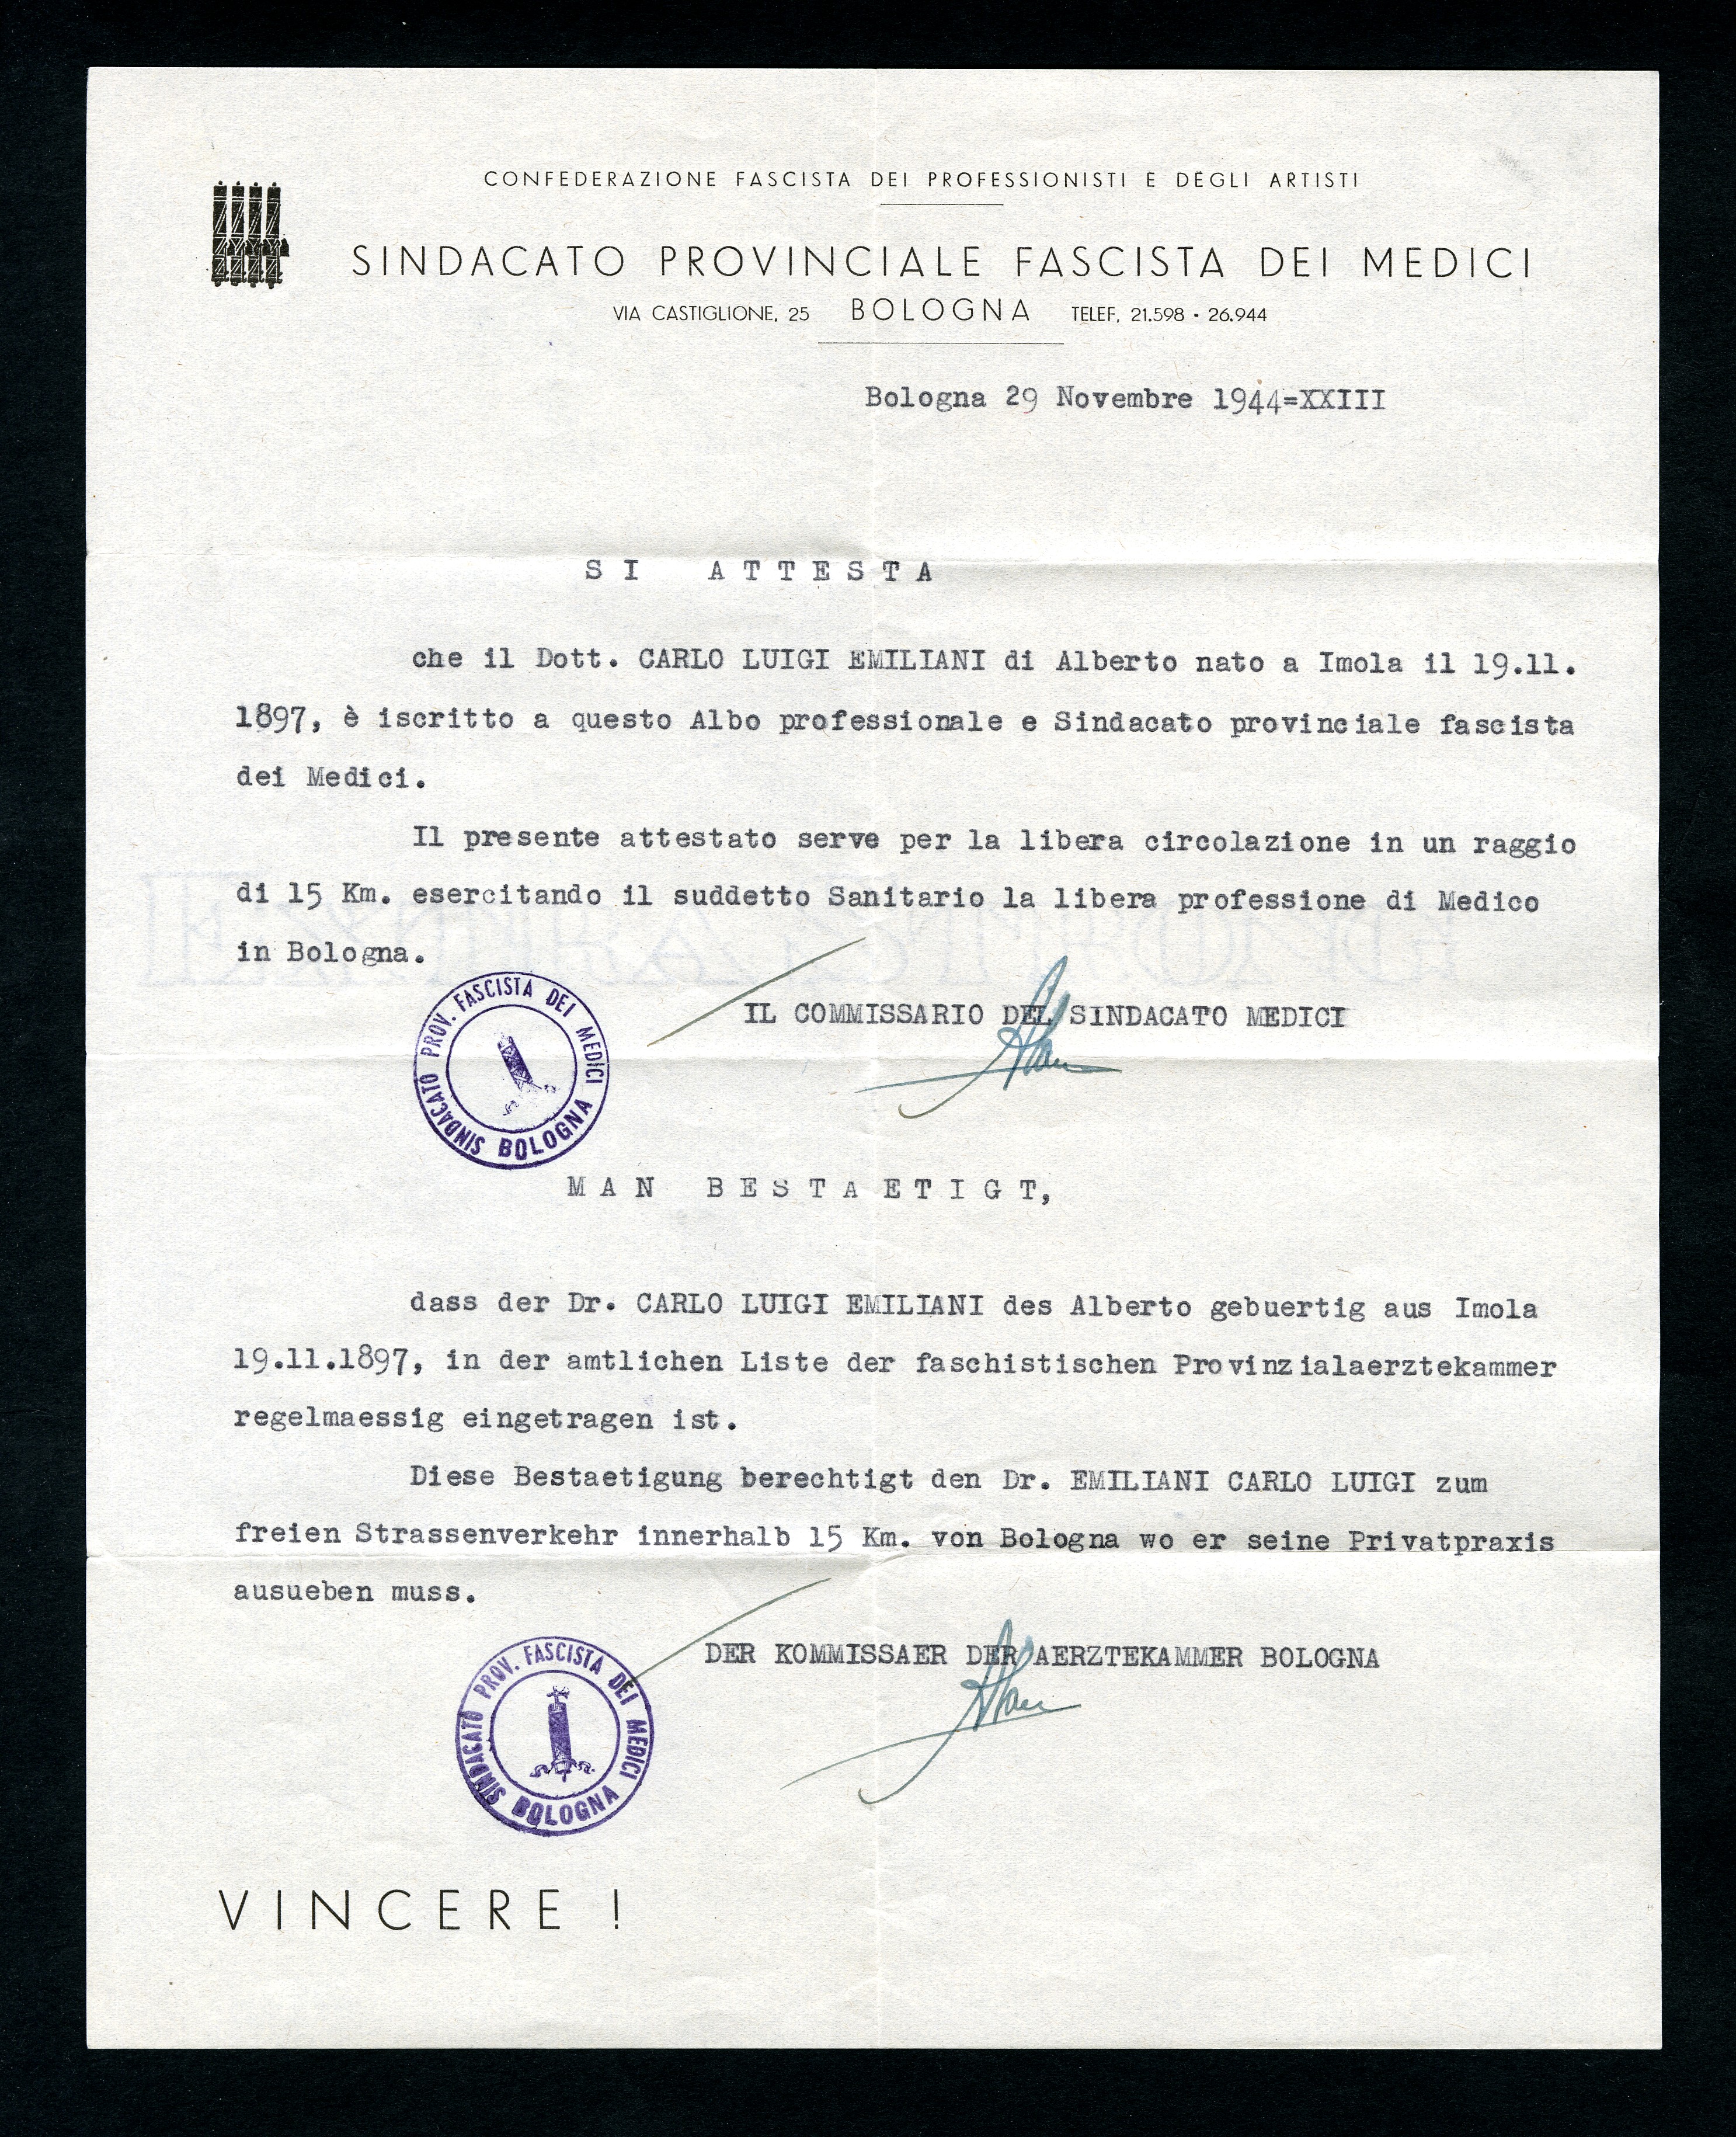 CONFEDERAZIONE FASCISTA DEI PROFESSIONISTI E DEGLI ARTISTI
SINDACATO PROVINCIALE FASCISTA DEI MEDICI
VIA CASTIGLIONE, 25 BOLOGNA TELEF. 21.598 · 26.944
Bologna 29 Novembre 1944=XXIII
SI ATTESTA
che il Dott. CARLO LUIGI EMILIANI di Alberto nato a Imola il 19.11.
1897, è iscritto a questo Albo professionale e Sindacato provinciale fascista
dei Medici.
Il presente attestato serve per la libera circolazione in un raggio
di 15 Km. esercitando il suddetto Sanitario la libera professione di Medico
in Bologna.
IL COMMISSARIO DEL SINDACATO MEDICI
SINDACATO PROV. FASCISTA DEI MEDICI
BOLOGNA
MAN BESTAETIGT,
dass der Dr. CARLO LUIGI EMILIANI des Alberto gebuertig aus Imola
19.11.1897, in der amtlichen Liste der faschistischen Provinzialaerztekammer
regelmaessig eingetragen ist.
Diese Bestaetigung berechtigt den Dr. EMILIANI CARLO LUIGI zum
freien Strassenverkehr innerhalb 15 Km. von Bologna wo er seine Privatpraxis
ausueben muss.
DER KOMMISSAER DER AERZTEKAMMER BOLOGNA
SINDACATO PROV. FASCISTA DEI MEDICI
BOLOGNA
VINCERE !